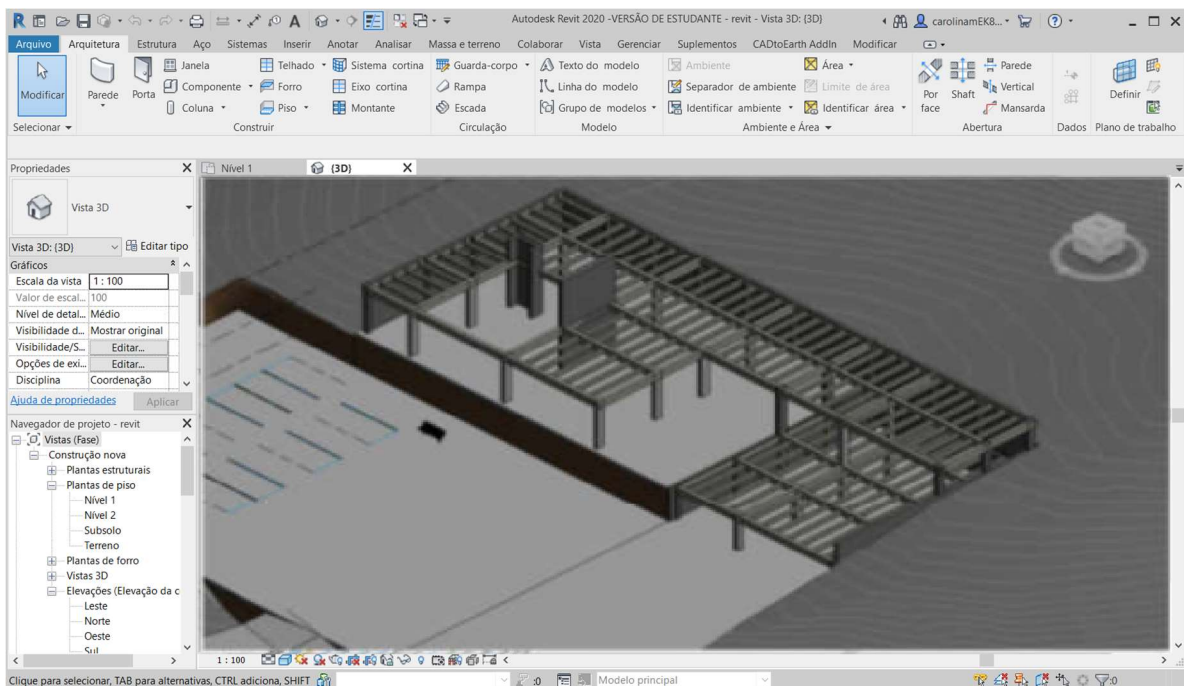 Autodesk Revit 2020 -VERSÃO DE ESTUDANTE - revit - Vista 3D: {3D}
carolinamEK8...
Arquivo Arquitetura Estrutura Aço Sistemas Inserir Anotar Analisar Massa e terreno Colaborar Vista Gerenciar Suplementos CADtoEarth AddIn Modificar
Modificar
Parede
Porta
Janela
Componente
Coluna
Telhado
Forro
Piso
Sistema cortina
Eixo cortina
Montante
Guarda-corpo
Rampa
Escada
Texto do modelo
Linha do modelo
Grupo de modelos
Ambiente
Separador de ambiente
Identificar ambiente
Área
Limite de área
Identificar área
Por face
Shaft
Parede
Vertical
Mansarda
Definir
Selecionar Construir Circulação Modelo Ambiente e Área Abertura Dados Plano de trabalho
Propriedades
Nível 1
{3D}
Vista 3D
Vista 3D: {3D}
Editar tipo
Gráficos
Escala da vista 1 : 100
Valor de escal... 100
Nível de detal... Médio
Visibilidade d... Mostrar original
Visibilidade/S... Editar...
Opções de exi... Editar...
Disciplina Coordenação
Ajuda de propriedades Aplicar
Navegador de projeto - revit
Vistas (Fase)
Construção nova
Plantas estruturais
Plantas de piso
Nível 1
Nível 2
Subsolo
Terreno
Plantas de forro
Vistas 3D
Elevações (Elevação da c
Leste
Norte
Oeste
Sul
1 : 100
Clique para selecionar, TAB para alternativas, CTRL adiciona, SHIFT
:0
Modelo principal
:0